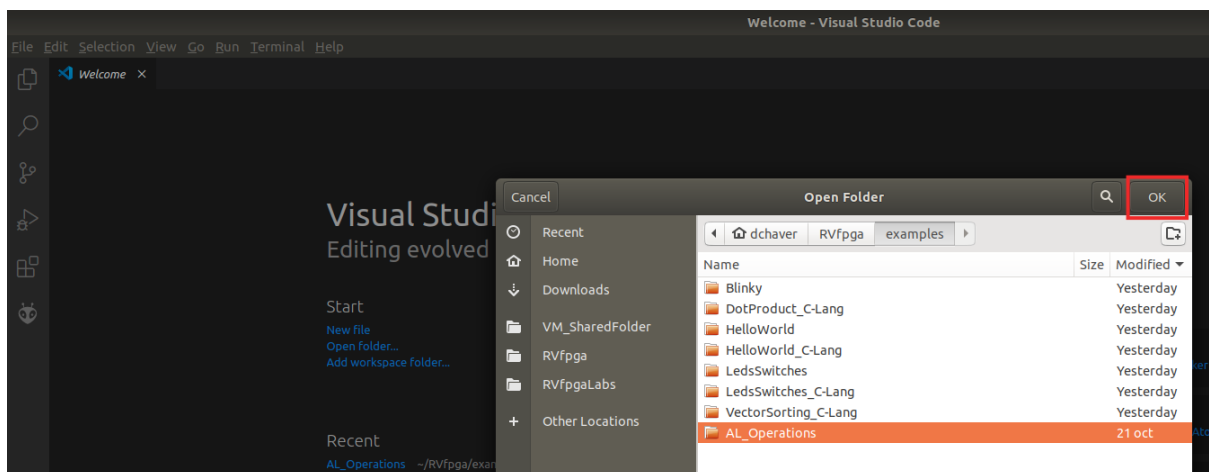 Welcome - Visual Studio Code
File Edit Selection View Go Run Terminal Help
Welcome ×
Cancel Open Folder OK
Visual Studi
Editing evolved
Recent
Home
Downloads
VM_SharedFolder
RVfpga
RVfpgaLabs
+ Other Locations
dchaver RVfpga examples
Name Size Modified
Blinky Yesterday
DotProduct_C-Lang Yesterday
HelloWorld Yesterday
HelloWorld_C-Lang Yesterday
LedsSwitches Yesterday
LedsSwitches_C-Lang Yesterday
VectorSorting_C-Lang Yesterday
AL_Operations 21 oct
Start
New file
Open folder...
Add workspace folder...
Recent
AL_Operations ~/RVfpga/exan